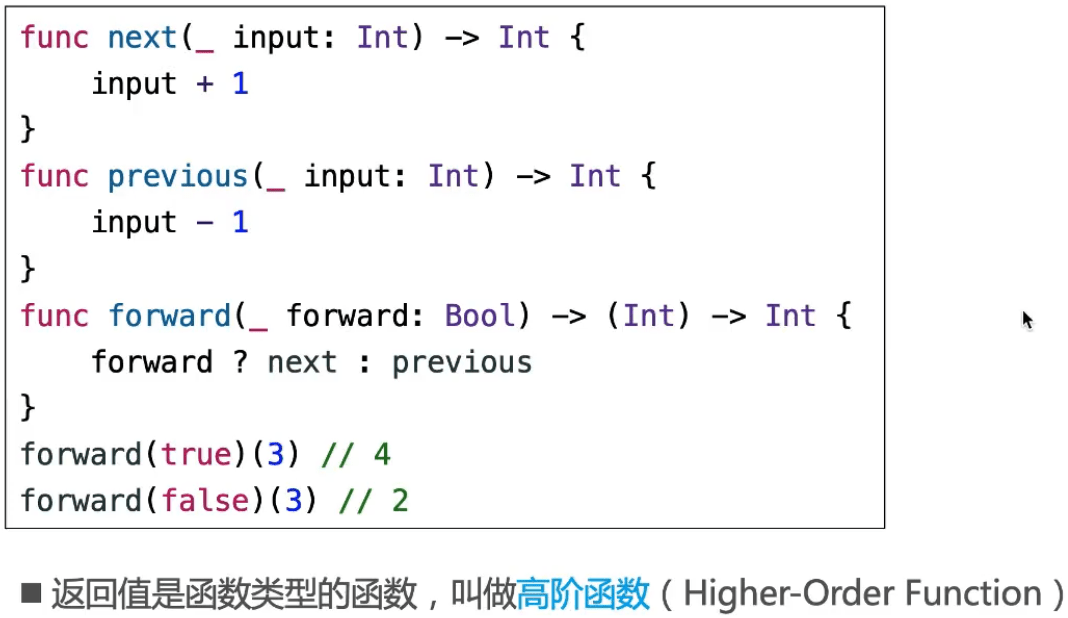 func next(_ input: Int) -> Int {
    input + 1
}
func previous(_ input: Int) -> Int {
    input - 1
}
func forward(_ forward: Bool) -> (Int) -> Int {
    forward ? next : previous
}
forward(true)(3) // 4
forward(false)(3) // 2
■ 返回值是函数类型的函数，叫做高阶函数（Higher-Order Function）